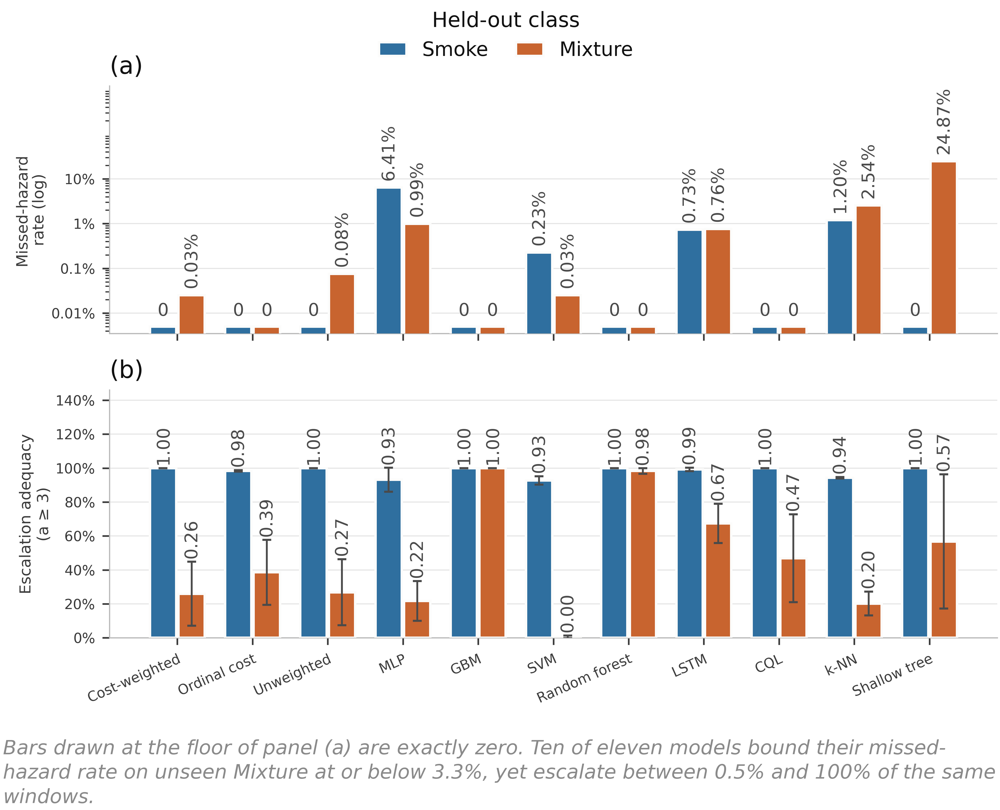 Held-out class
Smoke Mixture
(a)
Missed-hazard
rate (log)
10%
1%
0.1%
0.01%
0 0.03% 0 0 0 0.08% 6.41% 0.99% 0 0 0.23% 0.03% 0 0 0.73% 0.76% 0 0 1.20% 2.54% 0 24.87%
(b)
Escalation adequacy
(a ≥ 3)
140%
120%
100%
80%
60%
40%
20%
0%
1.00 0.26 0.98 0.39 1.00 0.27 0.93 0.22 1.00 1.00 0.93 0.00 1.00 0.98 0.99 0.67 1.00 0.47 0.94 0.20 1.00 0.57
Cost-weighted
Ordinal cost
Unweighted
MLP
GBM
SVM
Random forest
LSTM
CQL
k-NN
Shallow tree
Bars drawn at the floor of panel (a) are exactly zero. Ten of eleven models bound their missed-
hazard rate on unseen Mixture at or below 3.3%, yet escalate between 0.5% and 100% of the same
windows.